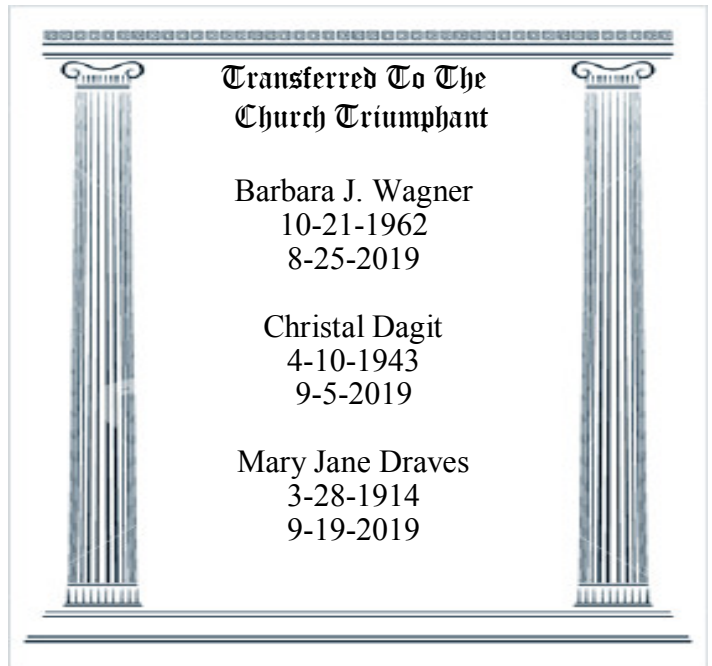 Transferred To The
Church Triumphant
Barbara J. Wagner
10-21-1962
8-25-2019
Christal Dagit
4-10-1943
9-5-2019
Mary Jane Draves
3-28-1914
9-19-2019